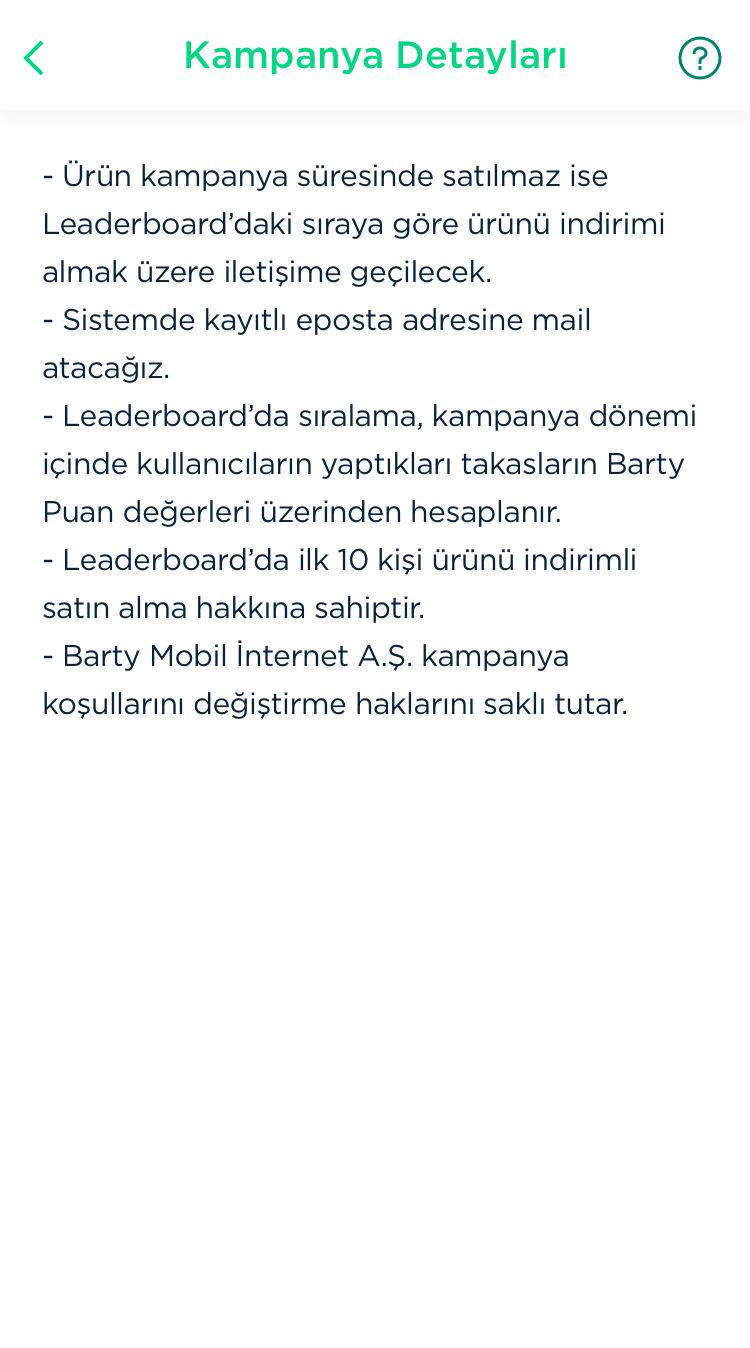 Kampanya Detayları
?
- Ürün kampanya süresinde satılmaz ise
Leaderboard’daki sıraya göre ürünü indirimi
almak üzere iletişime geçilecek.
- Sistemde kayıtlı eposta adresine mail
atacağız.
- Leaderboard’da sıralama, kampanya dönemi
içinde kullanıcıların yaptıkları takasların Barty
Puan değerleri üzerinden hesaplanır.
- Leaderboard’da ilk 10 kişi ürünü indirimli
satın alma hakkına sahiptir.
- Barty Mobil İnternet A.Ş. kampanya
koşullarını değiştirme haklarını saklı tutar.